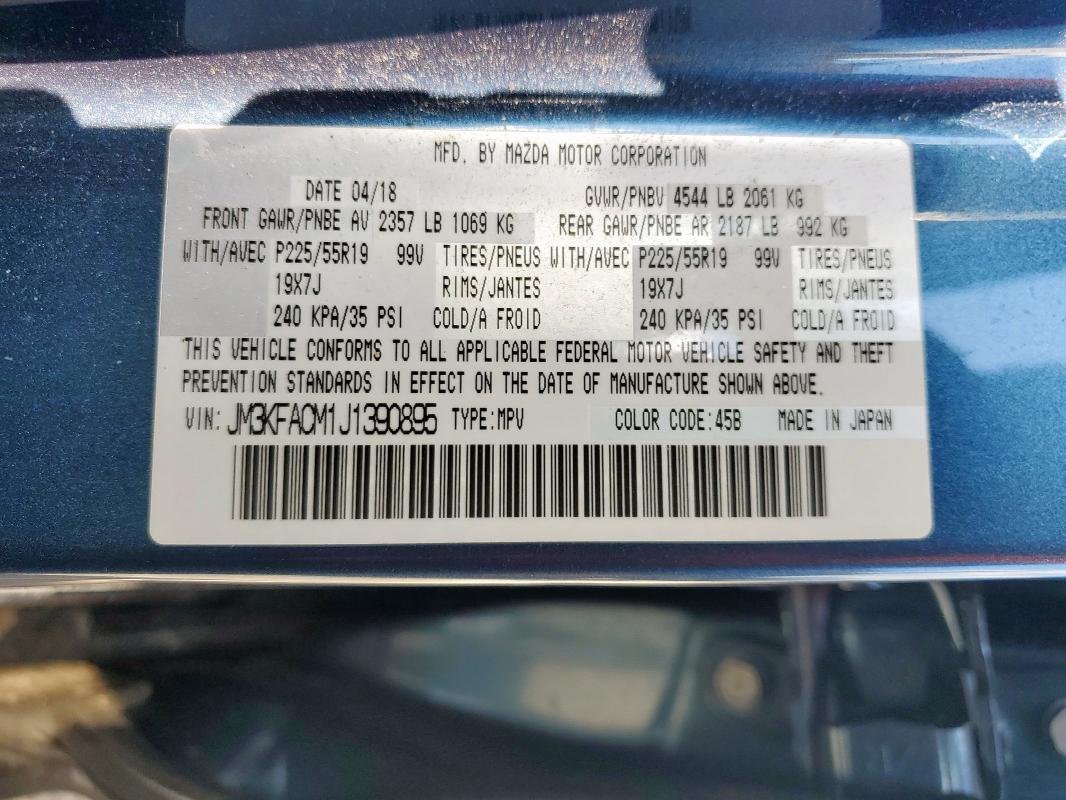 MFD. BY MAZDA MOTOR CORPORATION
DATE 04/18 GVWR/PNBV 4544 LB 2061 KG
FRONT GAWR/PNBE AV 2357 LB 1069 KG REAR GAWR/PNBE AR 2187 LB 992 KG
WITH/AVEC P225/55R19 99V TIRES/PNEUS WITH/AVEC P225/55R19 99V TIRES/PNEUS
19X7J RIMS/JANTES 19X7J RIMS/JANTES
240 KPA/35 PSI COLD/A FROID 240 KPA/35 PSI COLD/A FROID
THIS VEHICLE CONFORMS TO ALL APPLICABLE FEDERAL MOTOR VEHICLE SAFETY AND THEFT
PREVENTION STANDARDS IN EFFECT ON THE DATE OF MANUFACTURE SHOWN ABOVE.
VIN: JM3KFACM1J1390895 TYPE:MPV COLOR CODE:45B MADE IN JAPAN